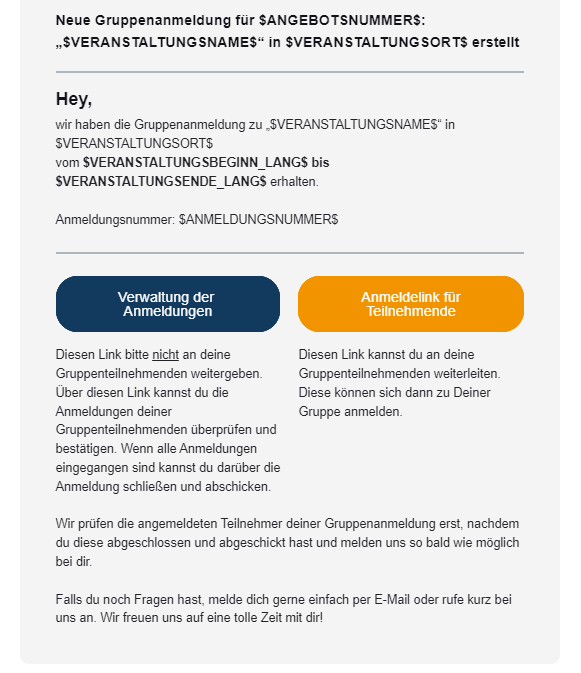 Neue Gruppenanmeldung für $ANGEBOTSNUMMER$:
„$VERANSTALTUNGSNAME$“ in $VERANSTALTUNGSORT$ erstellt
Hey,
wir haben die Gruppenanmeldung zu „$VERANSTALTUNGSNAME$“ in
$VERANSTALTUNGSORT$
vom $VERANSTALTUNGSBEGINN_LANG$ bis
$VERANSTALTUNGSENDE_LANG$ erhalten.
Anmeldungsnummer: $ANMELDUNGSNUMMER$
Verwaltung der
Anmeldungen
Diesen Link bitte nicht an deine
Gruppenteilnehmenden weitergeben.
Über diesen Link kannst du die
Anmeldungen deiner
Gruppenteilnehmenden überprüfen und
bestätigen. Wenn alle Anmeldungen
eingegangen sind kannst du darüber die
Anmeldung schließen und abschicken.
Anmeldelink für
Teilnehmende
Diesen Link kannst du an deine
Gruppenteilnehmenden weiterleiten.
Diese können sich dann zu Deiner
Gruppe anmelden.
Wir prüfen die angemeldeten Teilnehmer deiner Gruppenanmeldung erst, nachdem
du diese abgeschlossen und abgeschickt hast und melden uns so bald wie möglich
bei dir.
Falls du noch Fragen hast, melde dich gerne einfach per E-Mail oder rufe kurz bei
uns an. Wir freuen uns auf eine tolle Zeit mit dir!